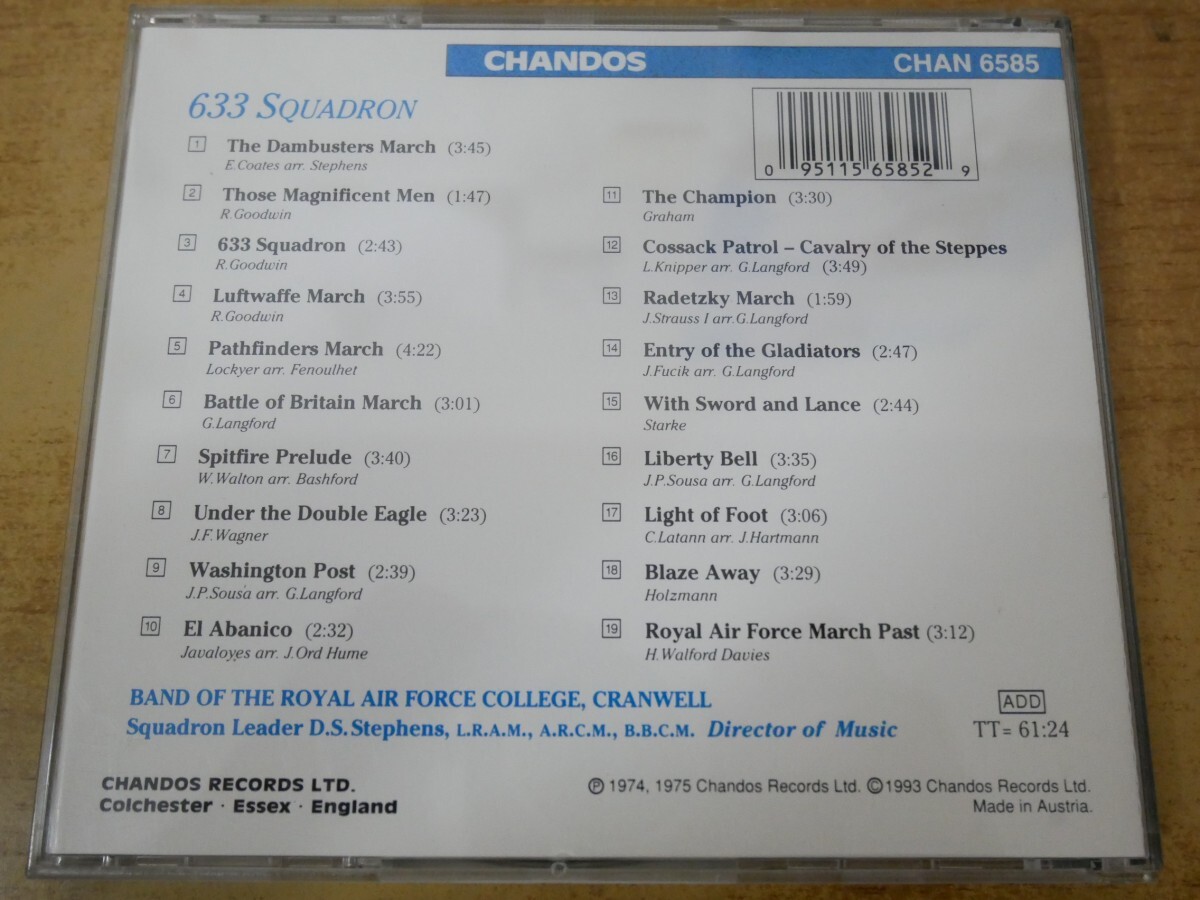 CHANDOS CHAN 6585
633 SQUADRON
0 95115 65852 9
1 The Dambusters March (3:45)
E.Coates arr. Stephens
2 Those Magnificent Men (1:47)
R.Goodwin
3 633 Squadron (2:43)
R.Goodwin
4 Luftwaffe March (3:55)
R.Goodwin
5 Pathfinders March (4:22)
Lockyer arr. Fenoulhet
6 Battle of Britain March (3:01)
G.Langford
7 Spitfire Prelude (3:40)
W.Walton arr. Bashford
8 Under the Double Eagle (3:23)
J.F.Wagner
9 Washington Post (2:39)
J.P.Sousa arr. G.Langford
10 El Abanico (2:32)
Javaloyes arr. J.Ord Hume
11 The Champion (3:30)
Graham
12 Cossack Patrol – Cavalry of the Steppes
L.Knipper arr. G.Langford (3:49)
13 Radetzky March (1:59)
J.Strauss I arr.G.Langford
14 Entry of the Gladiators (2:47)
J.Fucik arr. G.Langford
15 With Sword and Lance (2:44)
Starke
16 Liberty Bell (3:35)
J.P.Sousa arr. G.Langford
17 Light of Foot (3:06)
C.Latann arr. J.Hartmann
18 Blaze Away (3:29)
Holzmann
19 Royal Air Force March Past (3:12)
H.Walford Davies
BAND OF THE ROYAL AIR FORCE COLLEGE, CRANWELL
Squadron Leader D.S.Stephens, L.R.A.M., A.R.C.M., B.B.C.M. Director of Music
ADD
TT= 61:24
CHANDOS RECORDS LTD.
Colchester · Essex · England
℗ 1974, 1975 Chandos Records Ltd. ©1993 Chandos Records Ltd.
Made in Austria.